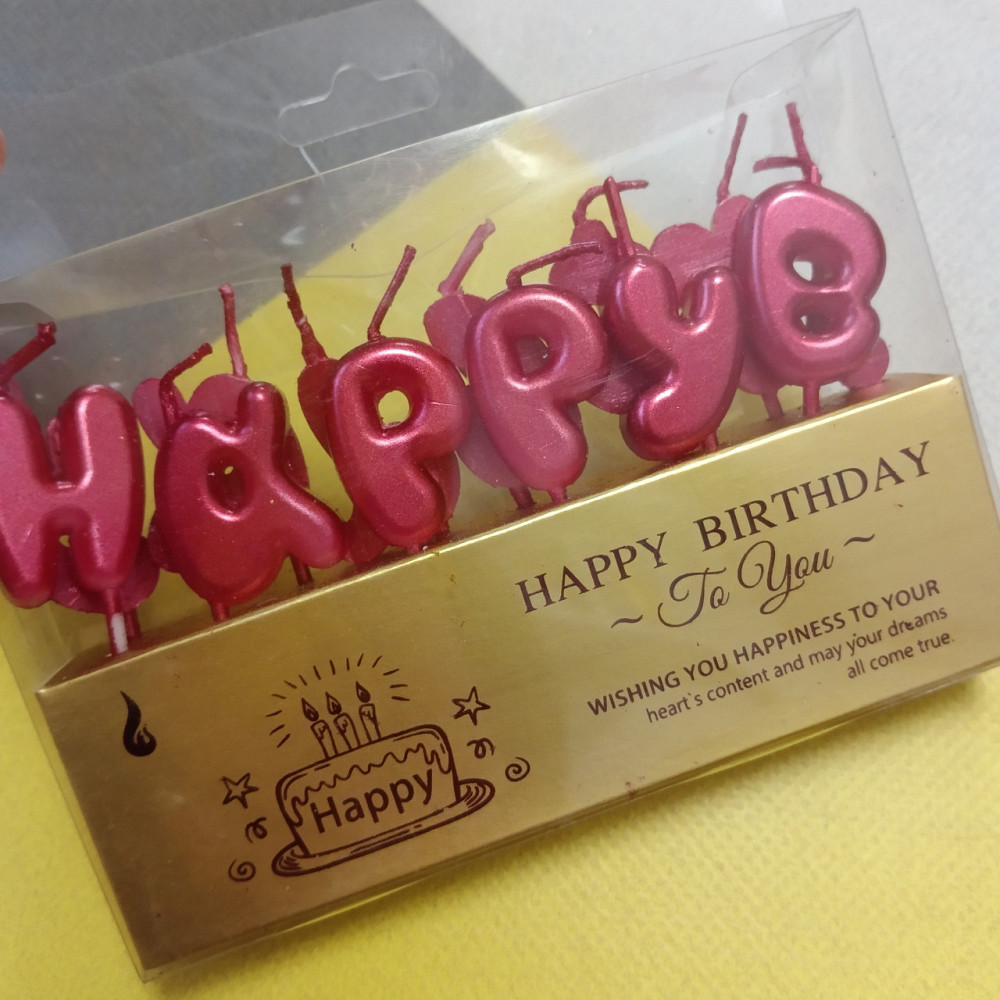 HAPPYB
HAPPY BIRTHDAY
~ To You ~
WISHING YOU HAPPINESS TO YOUR
heart`s content and may your dreams
all come true.
Happy